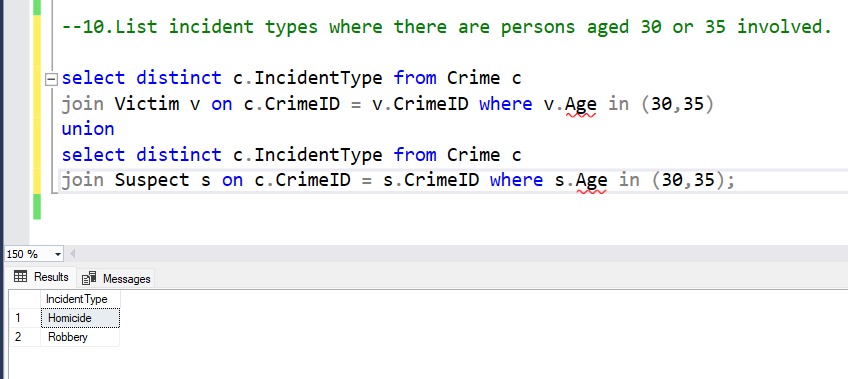 --10.List incident types where there are persons aged 30 or 35 involved.
select distinct c.IncidentType from Crime c
join Victim v on c.CrimeID = v.CrimeID where v.Age in (30,35)
union
select distinct c.IncidentType from Crime c
join Suspect s on c.CrimeID = s.CrimeID where s.Age in (30,35);
150 %
Results Messages
IncidentType
1 Homicide
2 Robbery